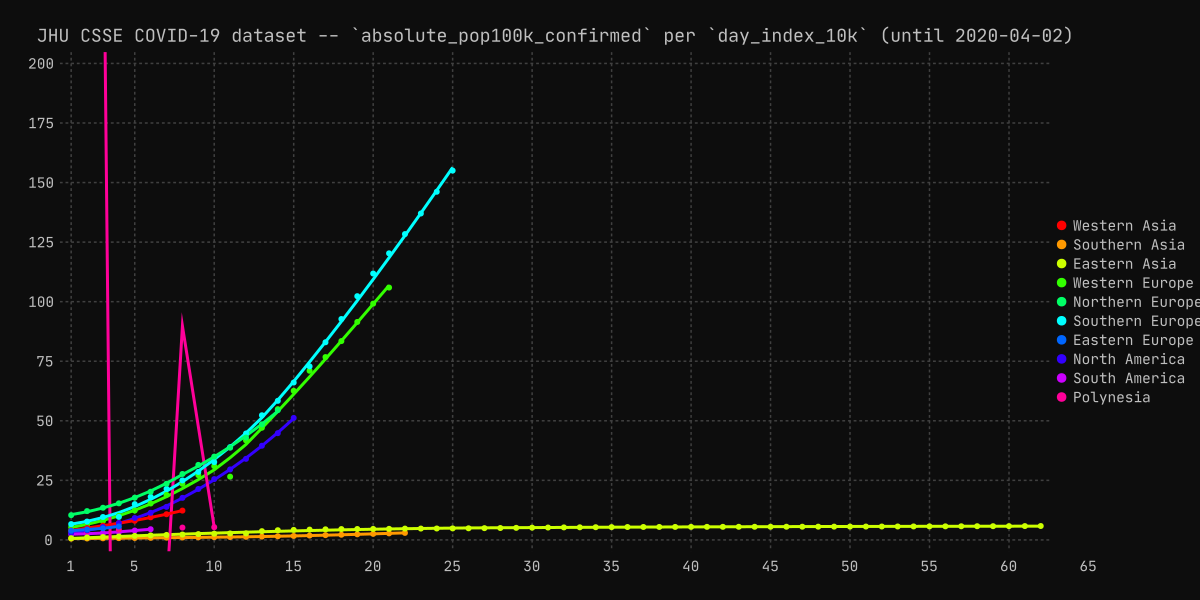 JHU CSSE COVID-19 dataset -- `absolute_pop100k_confirmed` per `day_index_10k` (until 2020-04-02)
200
175
150
125
100
75
50
25
0
1 5 10 15 20 25 30 35 40 45 50 55 60 65
Western Asia
Southern Asia
Eastern Asia
Western Europe
Northern Europe
Southern Europe
Eastern Europe
North America
South America
Polynesia